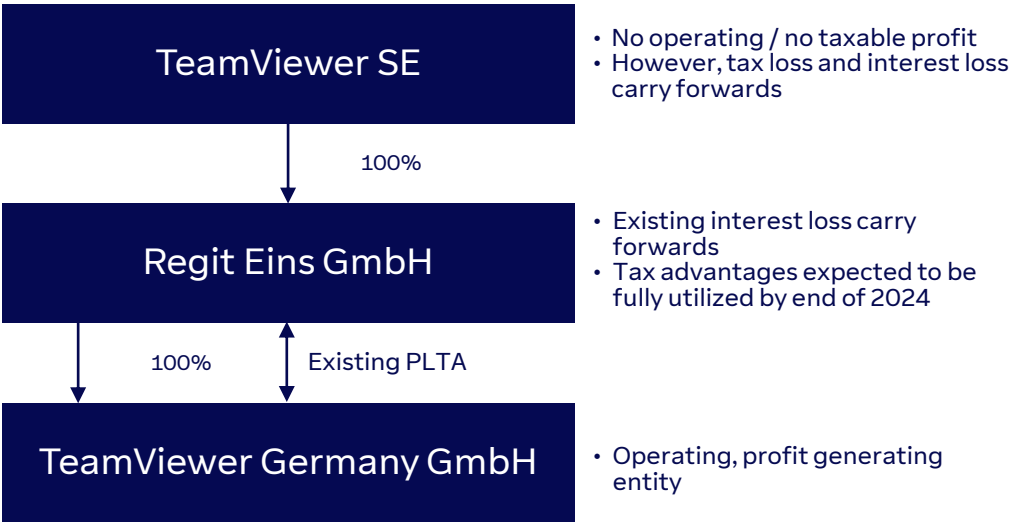 TeamViewer SE
• No operating / no taxable profit
• However, tax loss and interest loss
carry forwards
100%
Regit Eins GmbH
• Existing interest loss carry
forwards
• Tax advantages expected to be
fully utilized by end of 2024
100%
Existing PLTA
TeamViewer Germany GmbH
• Operating, profit generating
entity